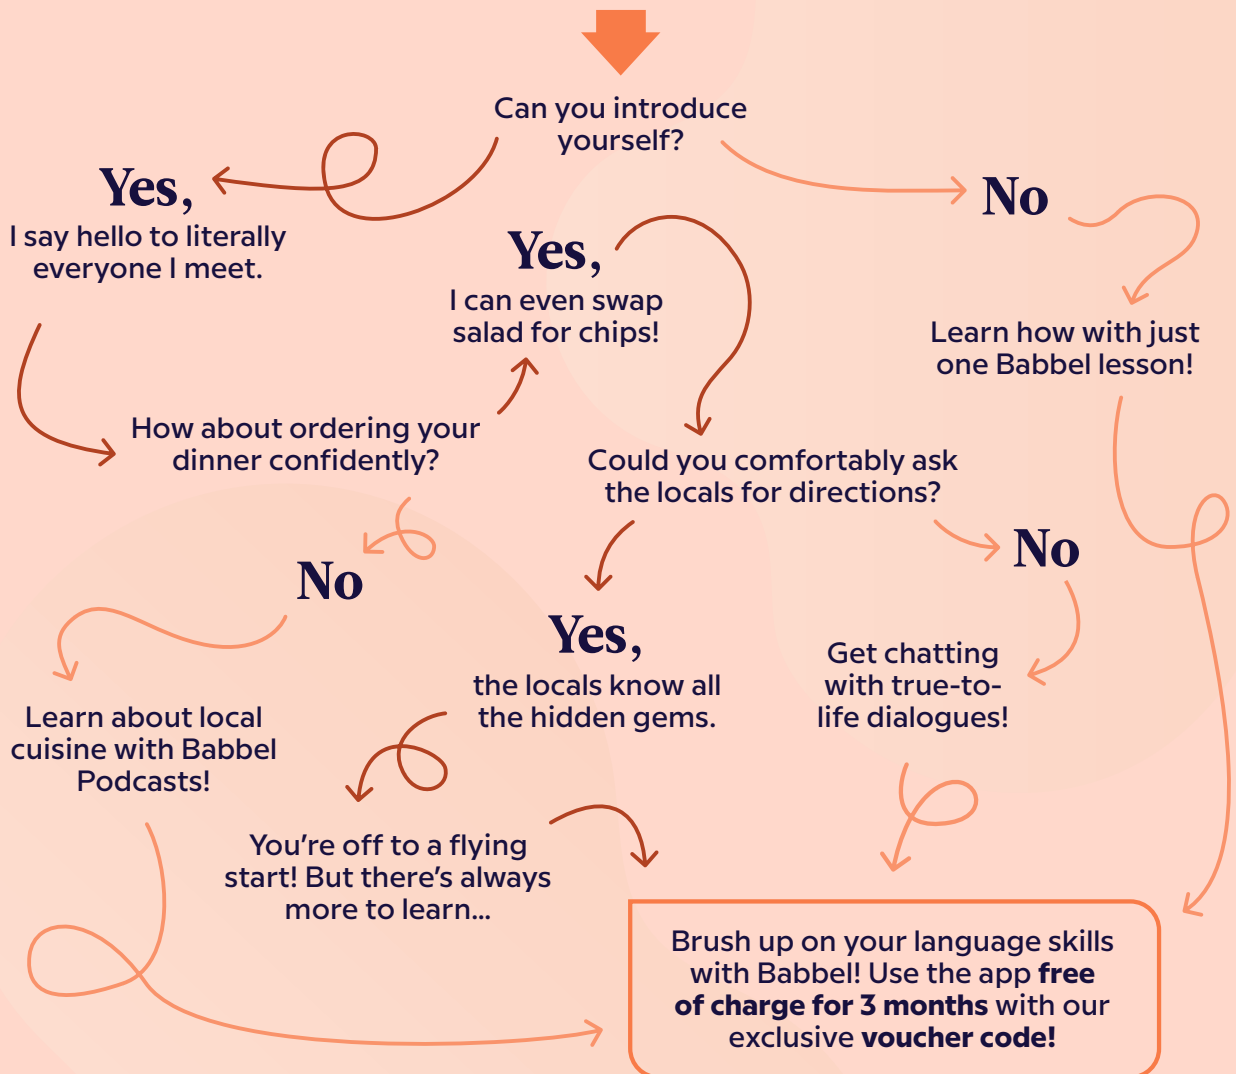 Can you introduce
yourself?
Yes,
I say hello to literally
everyone I meet.
No
Yes,
I can even swap
salad for chips!
Learn how with just
one Babbel lesson!
How about ordering your
dinner confidently?
Could you comfortably ask
the locals for directions?
No
No
Yes,
the locals know all
the hidden gems.
Get chatting
with true-to-
life dialogues!
Learn about local
cuisine with Babbel
Podcasts!
You're off to a flying
start! But there's always
more to learn...
Brush up on your language skills
with Babbel! Use the app free
of charge for 3 months with our
exclusive voucher code!